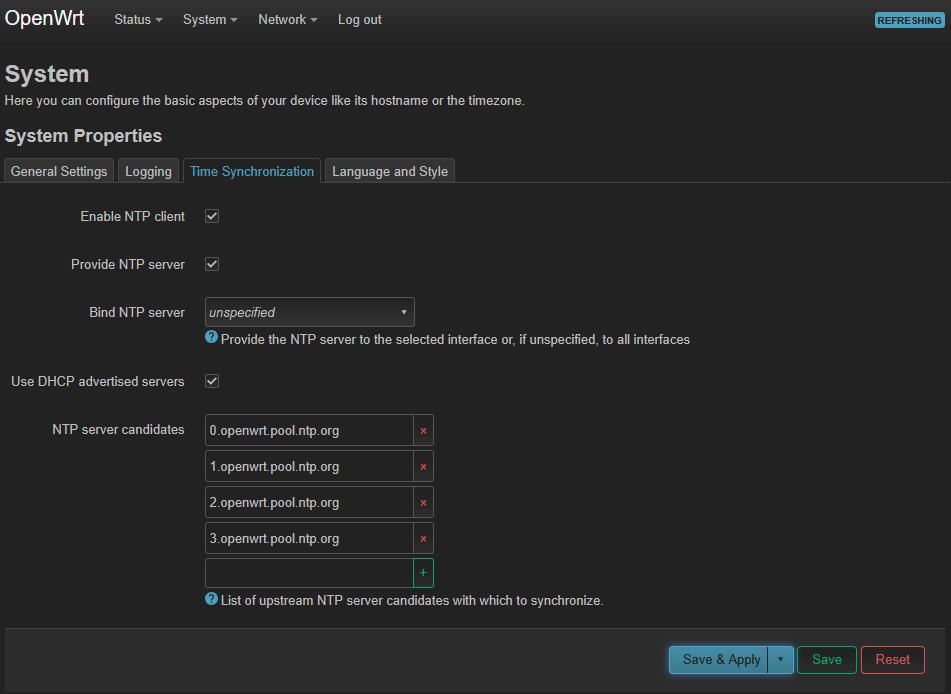 OpenWrt Status System Network Log out REFRESHING
System
Here you can configure the basic aspects of your device like its hostname or the timezone.
System Properties
General Settings Logging Time Synchronization Language and Style
Enable NTP client
Provide NTP server
Bind NTP server unspecified
? Provide the NTP server to the selected interface or, if unspecified, to all interfaces
Use DHCP advertised servers
NTP server candidates 0.openwrt.pool.ntp.org ×
1.openwrt.pool.ntp.org ×
2.openwrt.pool.ntp.org ×
3.openwrt.pool.ntp.org ×
+
? List of upstream NTP server candidates with which to synchronize.
Save & Apply Save Reset